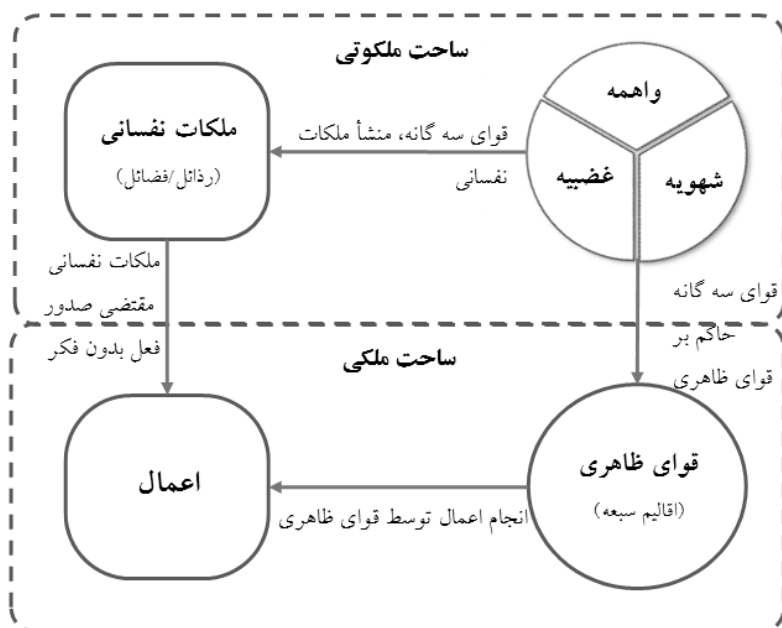 ساحت ملکوتی
واهمه
شهویه
غضبیه
قوای سه گانه، منشأ ملکات
نفسانی
ملکات نفسانی
(رذائل/فضائل)
قوای سه گانه
حاکم بر
قوای ظاهری
ملکات نفسانی
مقتضی صدور
فعل بدون فکر
ساحت ملکی
قوای ظاهری
(اقالیم سبعه)
انجام اعمال توسط قوای ظاهری
اعمال